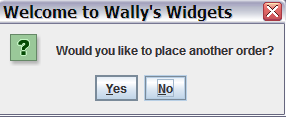 Welcome to Wally's Widgets
Would you like to place another order?
Yes No